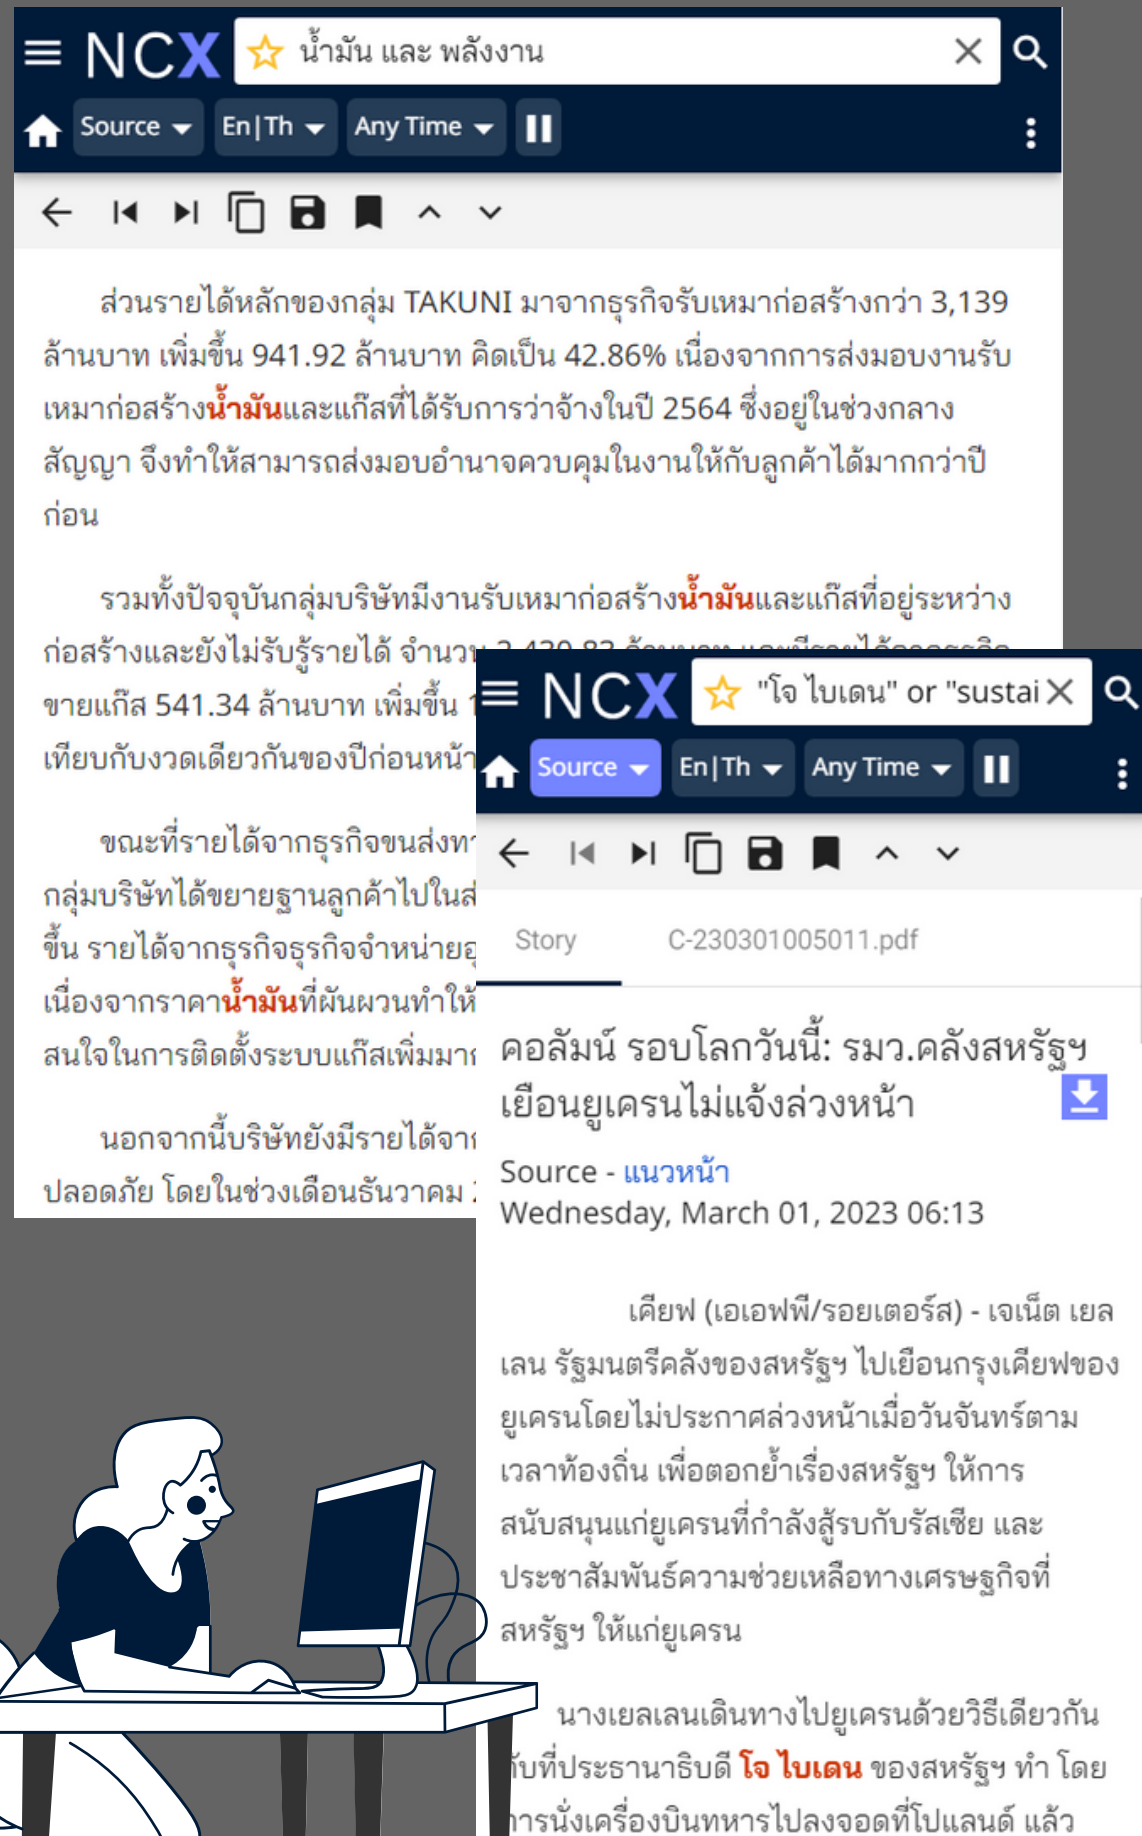 NCX น้ำมัน และ พลังงาน
Source En|Th Any Time
ส่วนรายได้หลักของกลุ่ม TAKUNI มาจากธุรกิจรับเหมาก่อสร้างกว่า 3,139
ล้านบาท เพิ่มขึ้น 941.92 ล้านบาท คิดเป็น 42.86% เนื่องจากการส่งมอบงานรับ
เหมาก่อสร้างน้ำมันและแก๊สที่ได้รับการว่าจ้างในปี 2564 ซึ่งอยู่ในช่วงกลาง
สัญญา จึงทำให้สามารถส่งมอบอำนาจควบคุมในงานให้กับลูกค้าได้มากกว่าปี
ก่อน
รวมทั้งปัจจุบันกลุ่มบริษัทมีงานรับเหมาก่อสร้างน้ำมันและแก๊สที่อยู่ระหว่าง
ก่อสร้างและยังไม่รับรู้รายได้ จำนวน
ขายแก๊ส 541.34 ล้านบาท เพิ่มขึ้น
เทียบกับงวดเดียวกันของปีก่อนหน้า
ขณะที่รายได้จากธุรกิจขนส่งทา
กลุ่มบริษัทได้ขยายฐานลูกค้าไปในส่
ขึ้น รายได้จากธุรกิจธุรกิจจำหน่ายอุ
เนื่องจากราคาน้ำมันที่ผันผวนทำให้
สนใจในการติดตั้งระบบแก๊สเพิ่มมา
นอกจากนี้บริษัทยังมีรายได้จา
ปลอดภัย โดยในช่วงเดือนธันวาคม
NCX "โจ ไบเดน" or "sustai
Source En|Th Any Time
Story C-230301005011.pdf
คอลัมน์ รอบโลกวันนี้: รมว.คลังสหรัฐฯ
เยือนยูเครนไม่แจ้งล่วงหน้า
Source - แนวหน้า
Wednesday, March 01, 2023 06:13
เคียฟ (เอเอฟพี/รอยเตอร์ส) - เจเน็ต เยล
เลน รัฐมนตรีคลังของสหรัฐฯ ไปเยือนกรุงเคียฟของ
ยูเครนโดยไม่ประกาศล่วงหน้าเมื่อวันจันทร์ตาม
เวลาท้องถิ่น เพื่อตอกย้ำเรื่องสหรัฐฯ ให้การ
สนับสนุนแก่ยูเครนที่กำลังสู้รบกับรัสเซีย และ
ประชาสัมพันธ์ความช่วยเหลือทางเศรษฐกิจที่
สหรัฐฯ ให้แก่ยูเครน
นางเยลเลนเดินทางไปยูเครนด้วยวิธีเดียวกัน
กับที่ประธานาธิบดี โจ ไบเดน ของสหรัฐฯ ทำ โดย
การนั่งเครื่องบินทหารไปลงจอดที่โปแลนด์ แล้ว